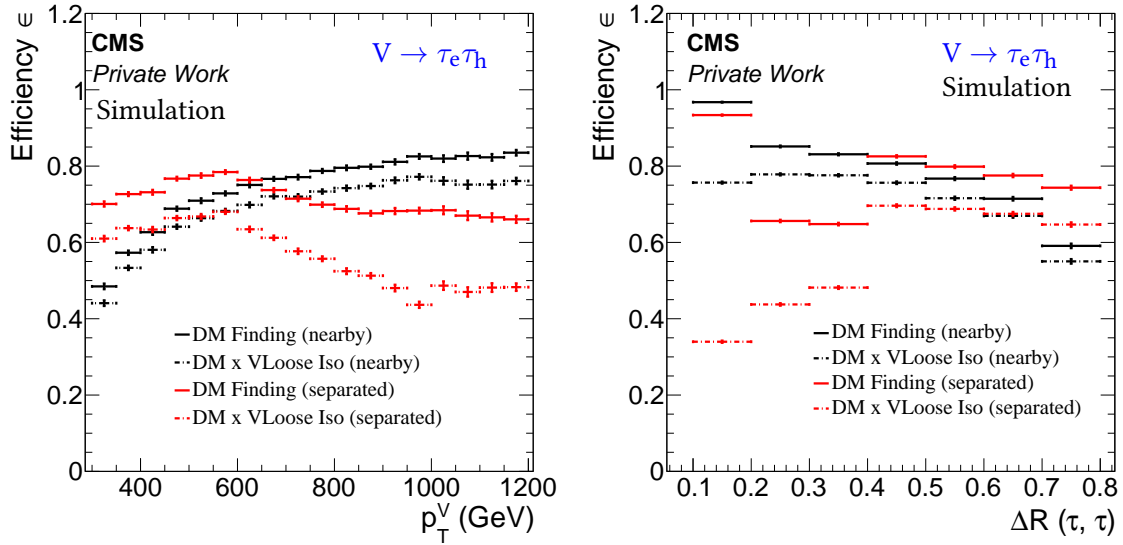 Efficiency ϵ
1.2
1
0.8
0.6
0.4
0.2
0
CMS
Private Work
Simulation
V → τeτh
DM Finding (nearby)
DM x VLoose Iso (nearby)
DM Finding (separated)
DM x VLoose Iso (separated)
400 600 800 1000 1200
p_T^V (GeV)
Efficiency ϵ
1.2
1
0.8
0.6
0.4
0.2
0
CMS
Private Work
V → τeτh
Simulation
DM Finding (nearby)
DM x VLoose Iso (nearby)
DM Finding (separated)
DM x VLoose Iso (separated)
0.1 0.2 0.3 0.4 0.5 0.6 0.7 0.8
ΔR (τ, τ)